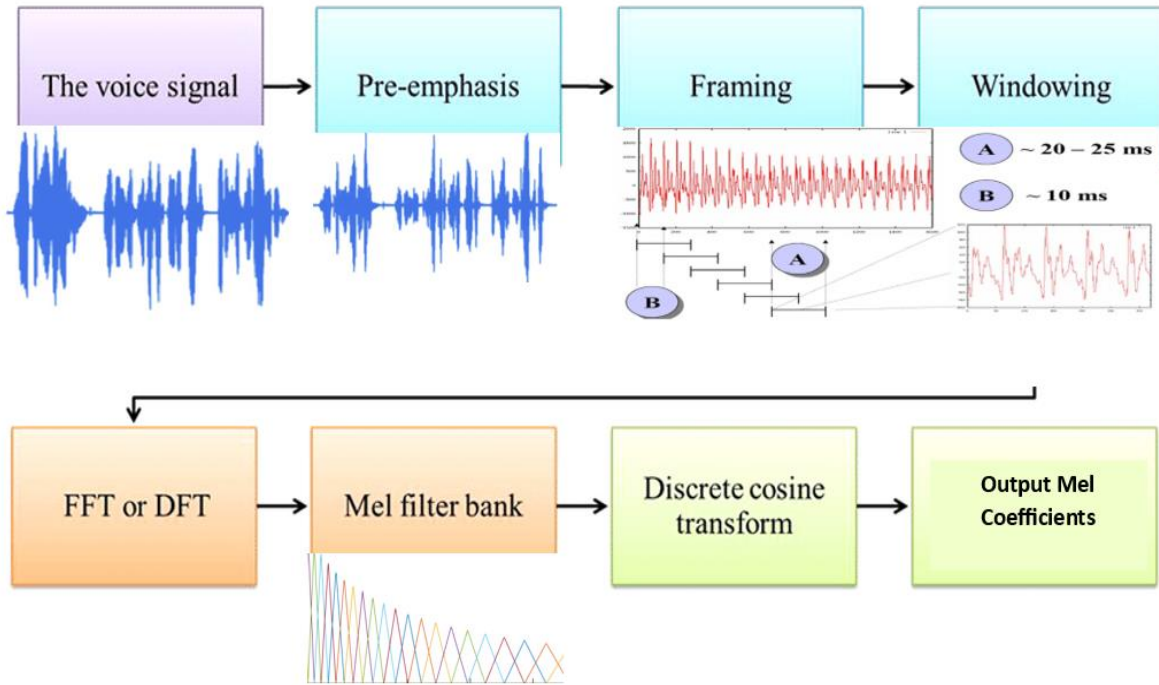 The voice signal
Pre-emphasis
Framing
Windowing
A ~ 20 – 25 ms
B ~ 10 ms
A
B
FFT or DFT
Mel filter bank
Discrete cosine
transform
Output Mel
Coefficients